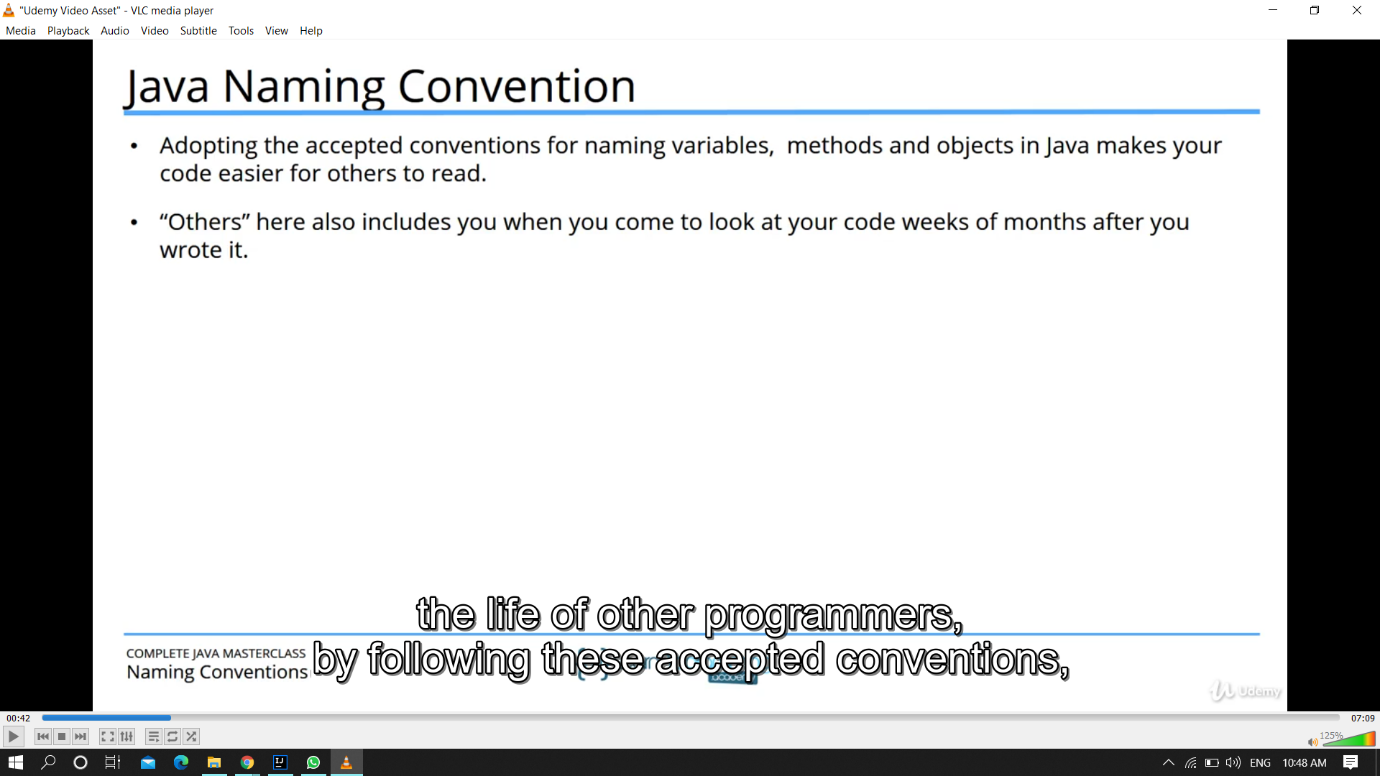 "Udemy Video Asset" - VLC media player
Media Playback Audio Video Subtitle Tools View Help
Java Naming Convention
• Adopting the accepted conventions for naming variables, methods and objects in Java makes your
code easier for others to read.
• “Others” here also includes you when you come to look at your code weeks of months after you
wrote it.
the life of other programmers,
COMPLETE JAVA MASTERCLASS
Naming Conventions
by following these accepted conventions,
Udemy
00:42
07:09
125%
ENG
10:48 AM